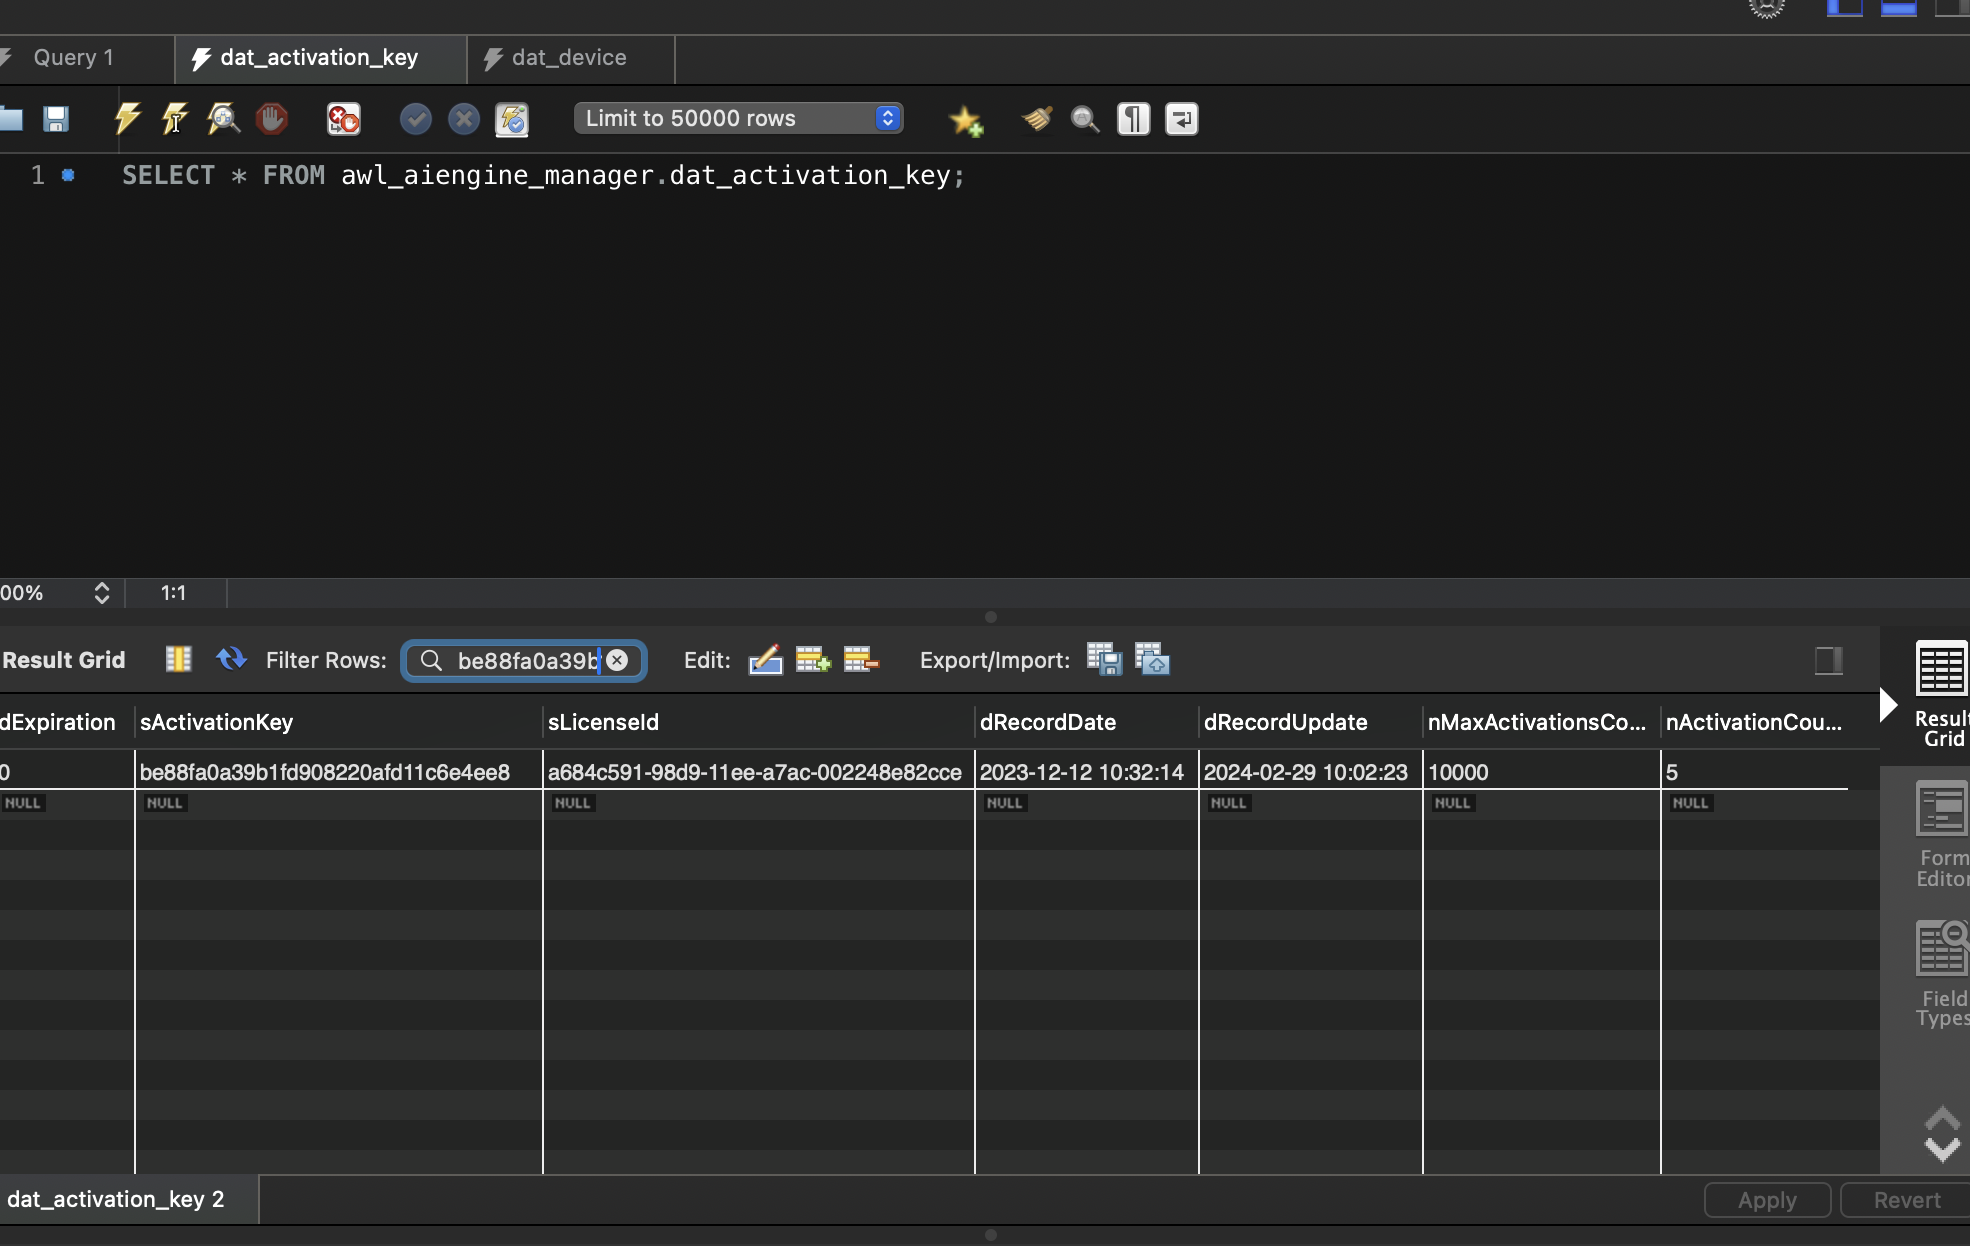 Query 1
dat_activation_key
dat_device
Limit to 50000 rows
1 SELECT * FROM awl_aiengine_manager.dat_activation_key;
00% 1:1
Result Grid Filter Rows: be88fa0a39b Edit: Export/Import:
dExpiration sActivationKey sLicenseId dRecordDate dRecordUpdate nMaxActivationsCo... nActivationCou...
0 be88fa0a39b1fd908220afd11c6e4ee8 a684c591-98d9-11ee-a7ac-002248e82cce 2023-12-12 10:32:14 2024-02-29 10:02:23 10000 5
NULL NULL NULL NULL NULL NULL NULL
Result
Grid
Form
Editor
Field
Types
dat_activation_key 2
Apply Revert